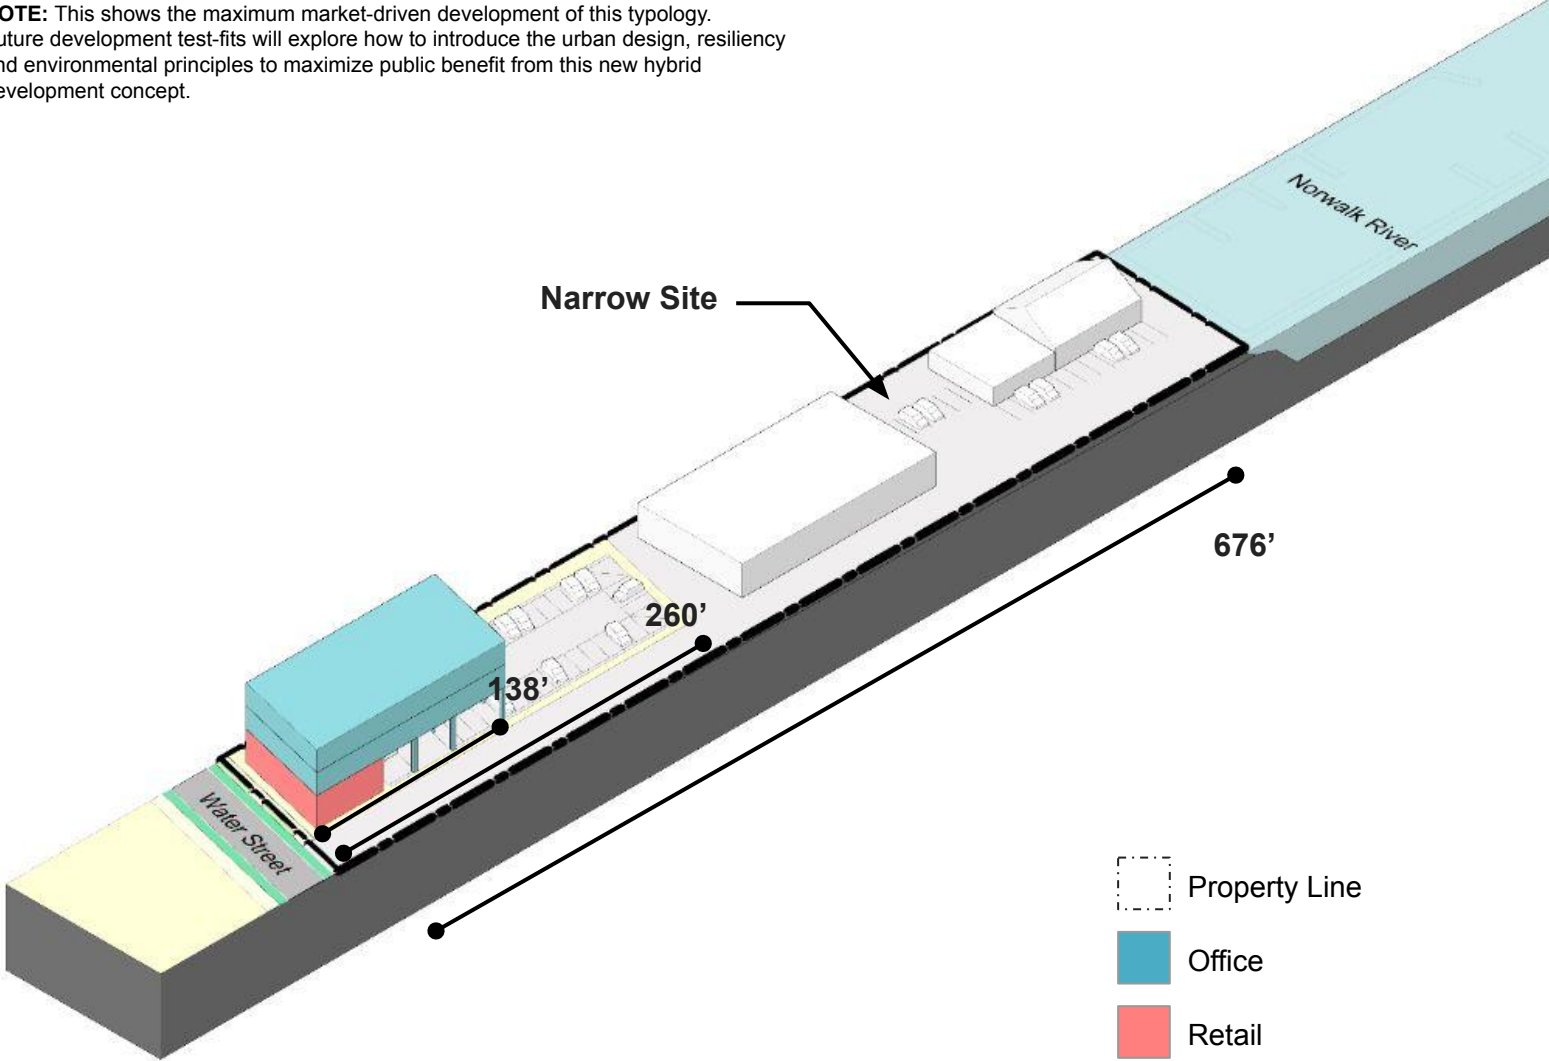 OTE: This shows the maximum market-driven development of this typology.
uture development test-fits will explore how to introduce the urban design, resiliency
nd environmental principles to maximize public benefit from this new hybrid
evelopment concept.
Norwalk River
Narrow Site
676’
260’
138’
Water Street
Property Line
Office
Retail